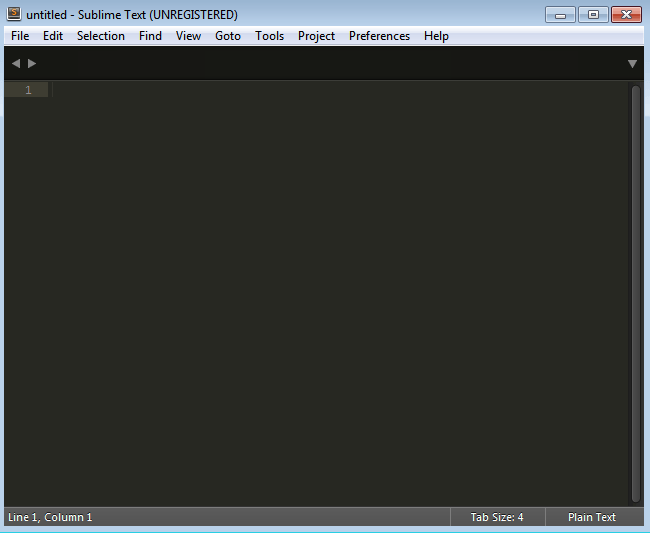 untitled - Sublime Text (UNREGISTERED)
File Edit Selection Find View Goto Tools Project Preferences Help
1
Line 1, Column 1 Tab Size: 4 Plain Text